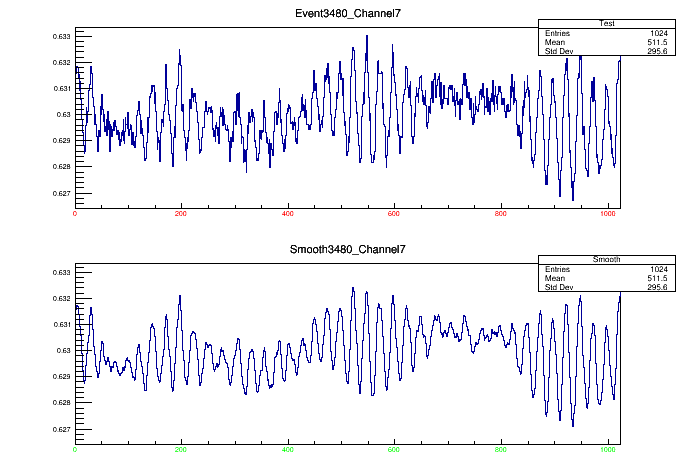 Event3480_Channel7
Test
Entries 1024
Mean 511.5
Std Dev 295.6
0.633
0.632
0.631
0.63
0.629
0.628
0.627
0 200 400 600 800 1000
Smooth3480_Channel7
Smooth
Entries 1024
Mean 511.5
Std Dev 295.6
0.633
0.632
0.631
0.63
0.629
0.628
0.627
0 200 400 600 800 1000